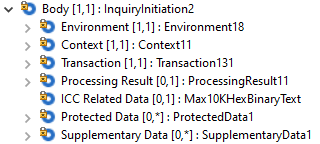 Body [1,1] : InquiryInitiation2
Environment [1,1] : Environment18
Context [1,1] : Context11
Transaction [1,1] : Transaction131
Processing Result [0,1] : ProcessingResult11
ICC Related Data [0,1] : Max10KHexBinaryText
Protected Data [0,*] : ProtectedData1
Supplementary Data [0,*] : SupplementaryData1